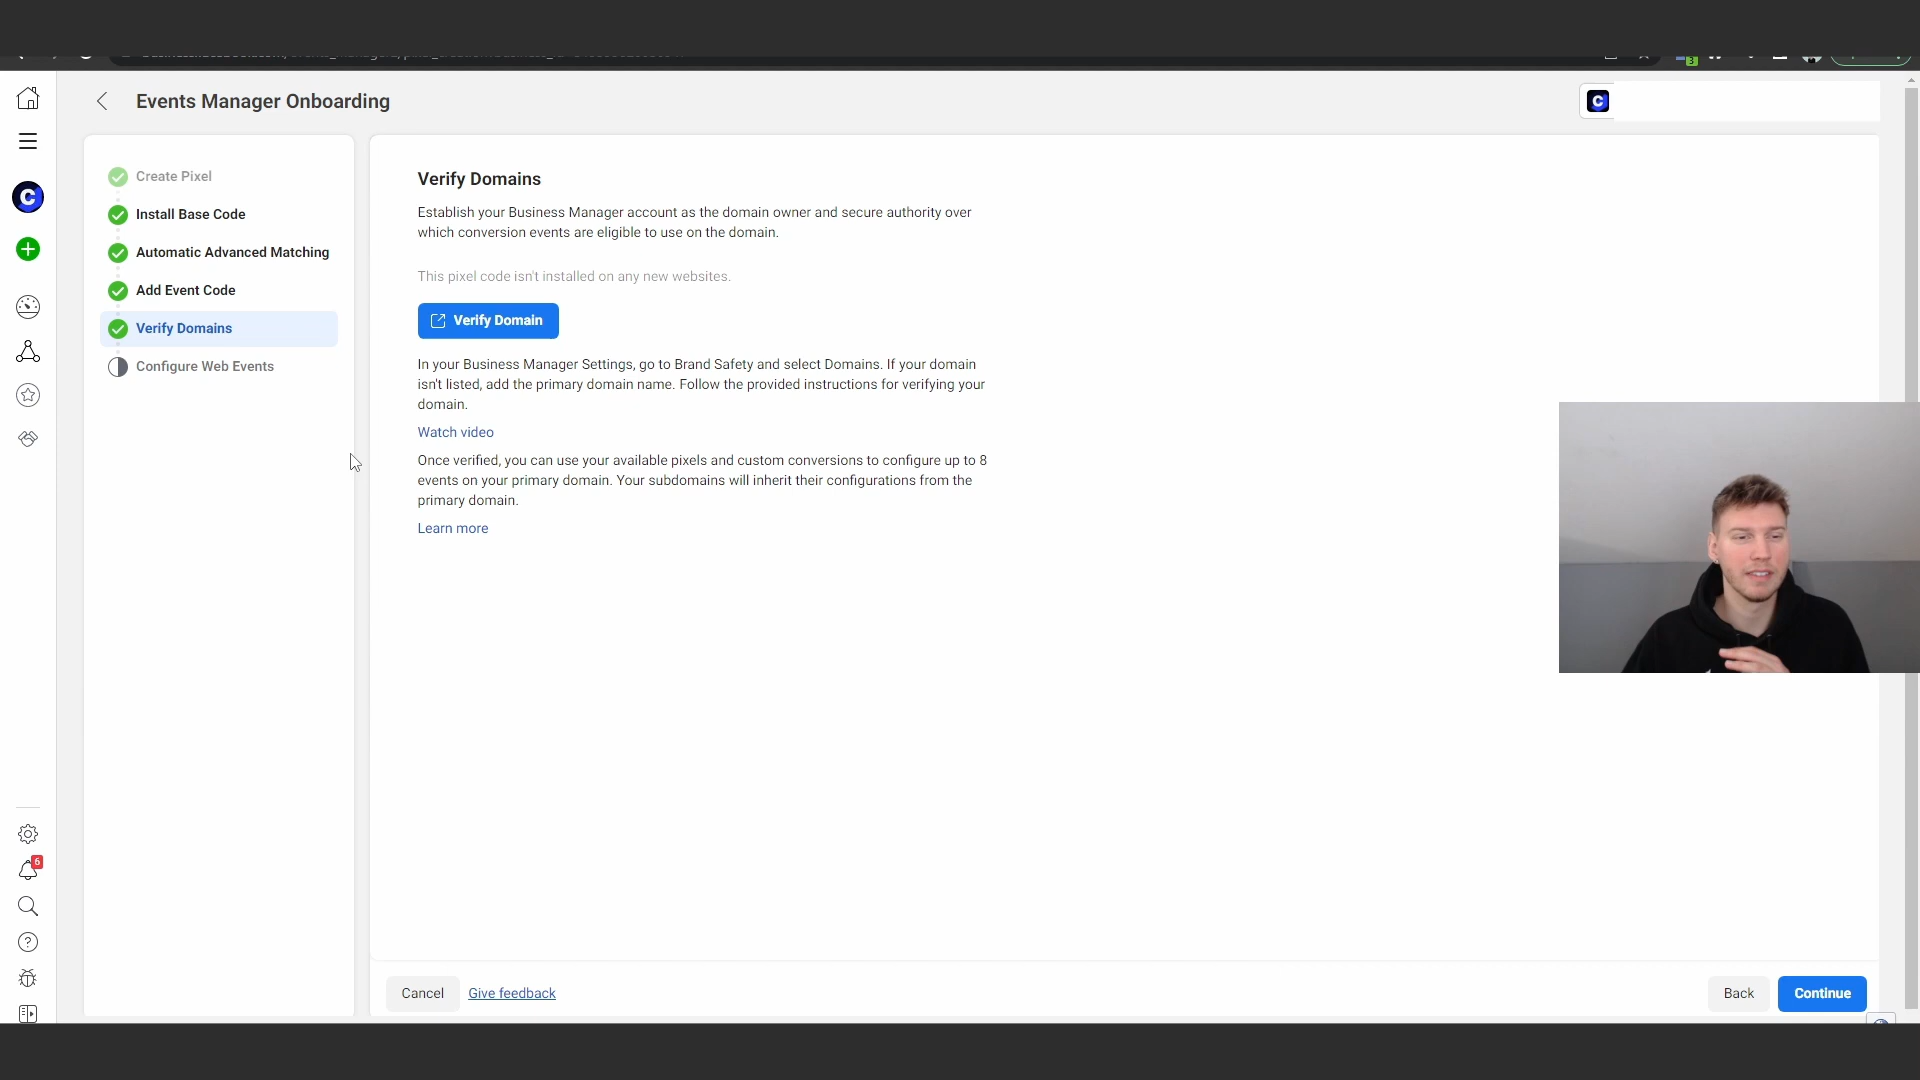 Events Manager Onboarding
C
3
C
Create Pixel
Install Base Code
Automatic Advanced Matching
Add Event Code
Verify Domains
Configure Web Events
Verify Domains
Establish your Business Manager account as the domain owner and secure authority over
which conversion events are eligible to use on the domain.
This pixel code isn't installed on any new websites.
Verify Domain
In your Business Manager Settings, go to Brand Safety and select Domains. If your domain
isn't listed, add the primary domain name. Follow the provided instructions for verifying your
domain.
Watch video
Once verified, you can use your available pixels and custom conversions to configure up to 8
events on your primary domain. Your subdomains will inherit their configurations from the
primary domain.
Learn more
6
Cancel
Give feedback
Back
Continue